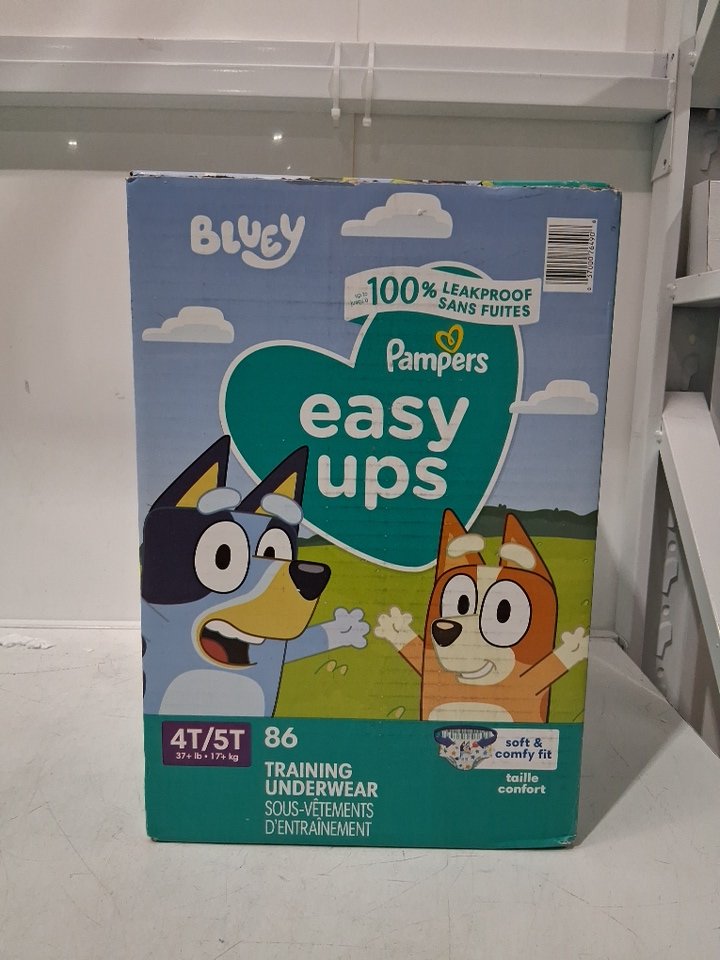 BLUEY
100% LEAKPROOF
SANS FUITES
Pampers
easy
ups
4T/5T
37+ lb • 17+ kg
86
TRAINING
UNDERWEAR
SOUS-VÊTEMENTS
D'ENTRAÎNEMENT
soft &
comfy fit
taille
confort